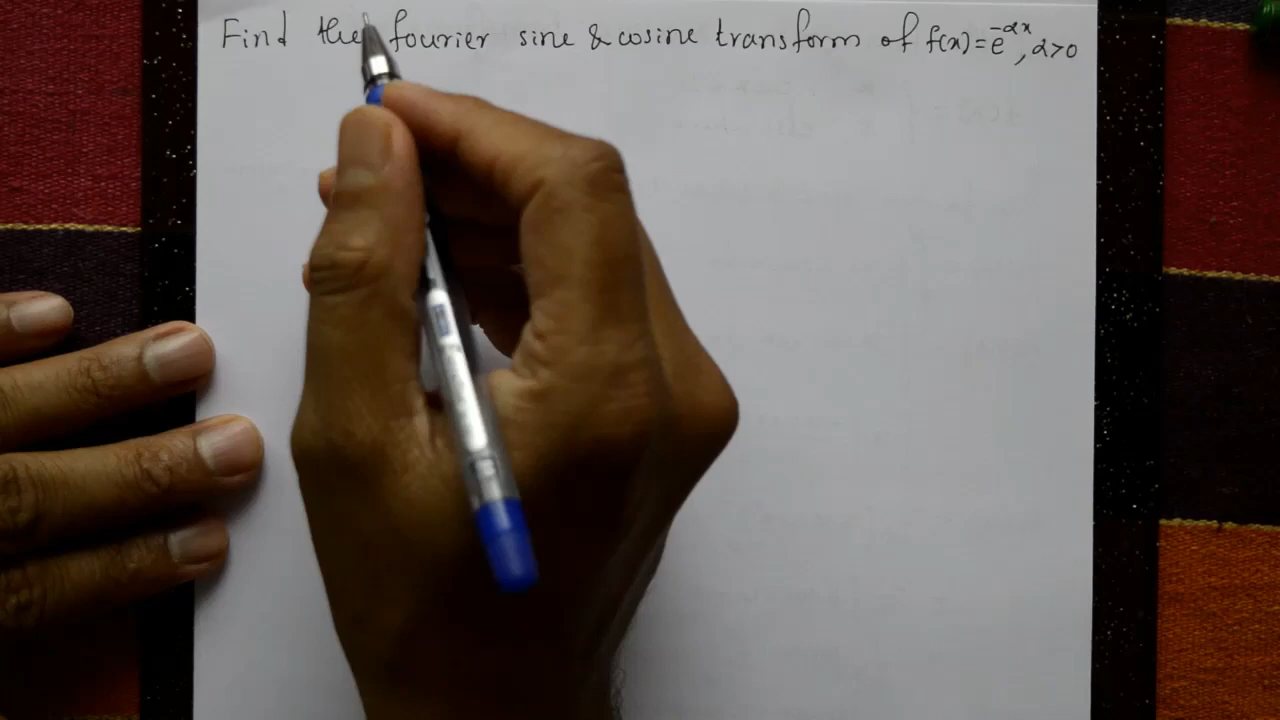 Find the fourier sine & cosine transform of f(x)=e^{-αx}, α>0